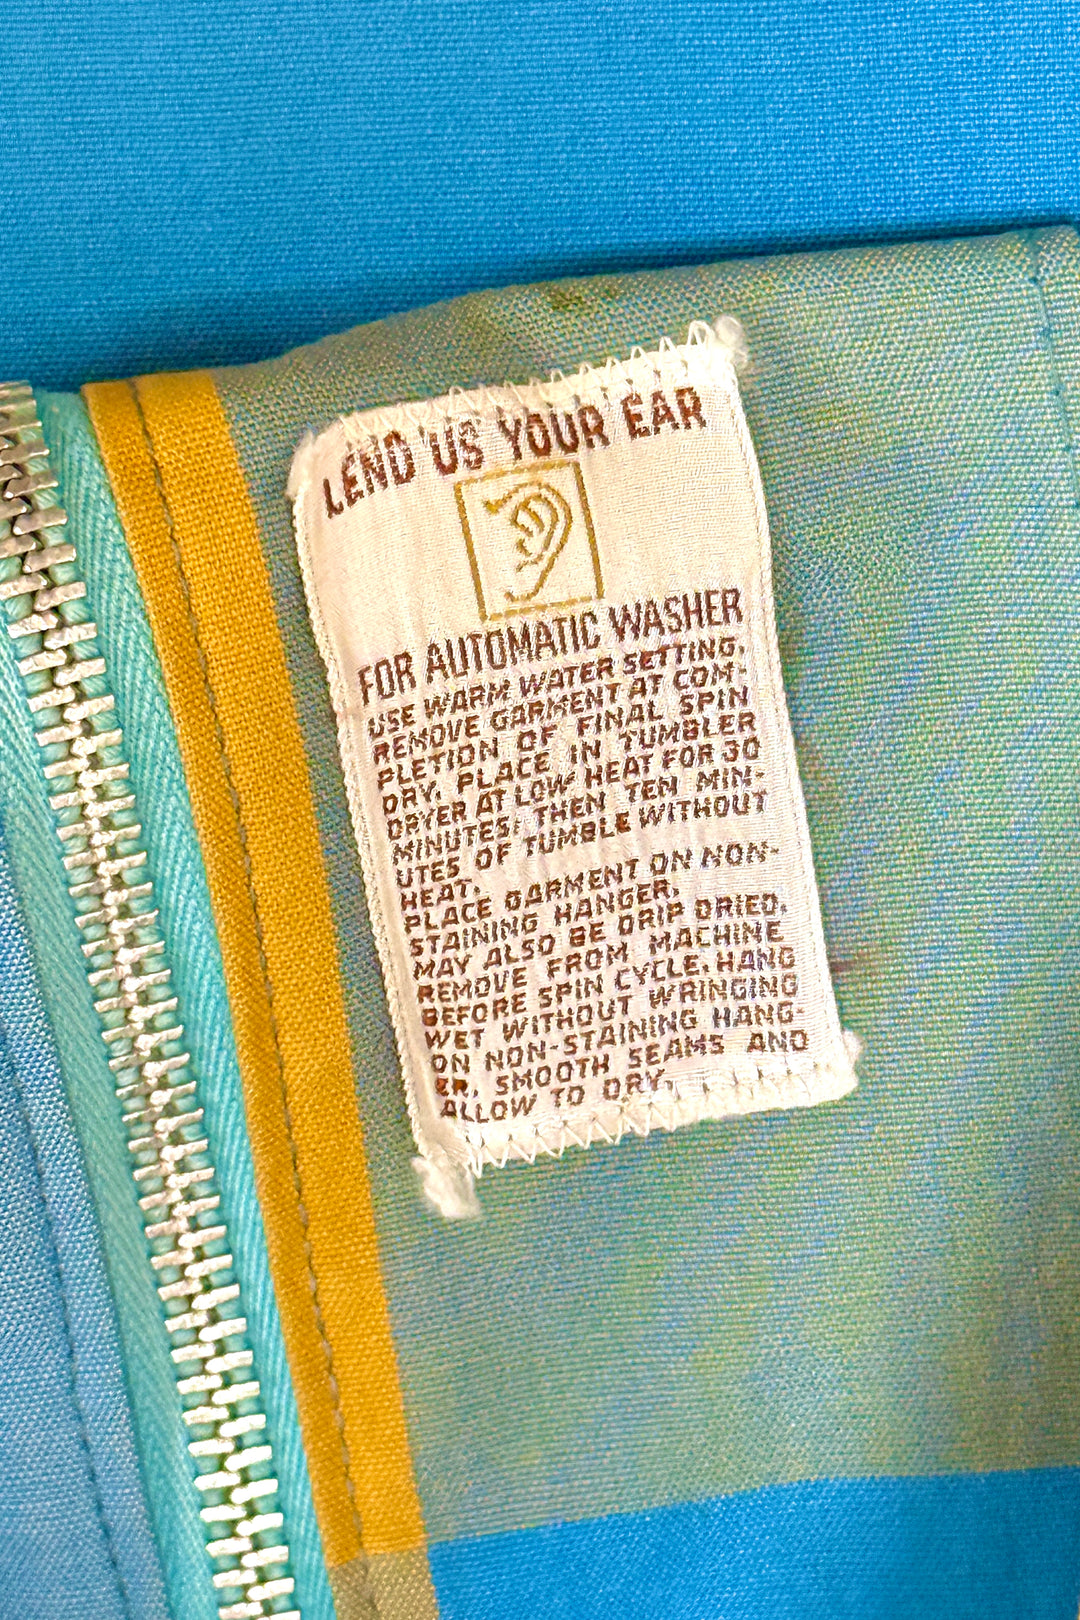 LEND US YOUR EAR
FOR AUTOMATIC WASHER
USE WARM WATER SETTING.
REMOVE GARMENT AT COM-
PLETION OF FINAL SPIN
DRY. PLACE IN TUMBLER
DRYER AT LOW HEAT FOR 30
MINUTES, THEN TEN MIN-
UTES OF TUMBLE WITHOUT
HEAT.
PLACE GARMENT ON NON-
STAINING HANGER.
MAY ALSO BE DRIP DRIED.
REMOVE FROM MACHINE
BEFORE SPIN CYCLE. HANG
WET WITHOUT WRINGING
ON NON-STAINING HANG-
ER. SMOOTH SEAMS AND
ALLOW TO DRY.